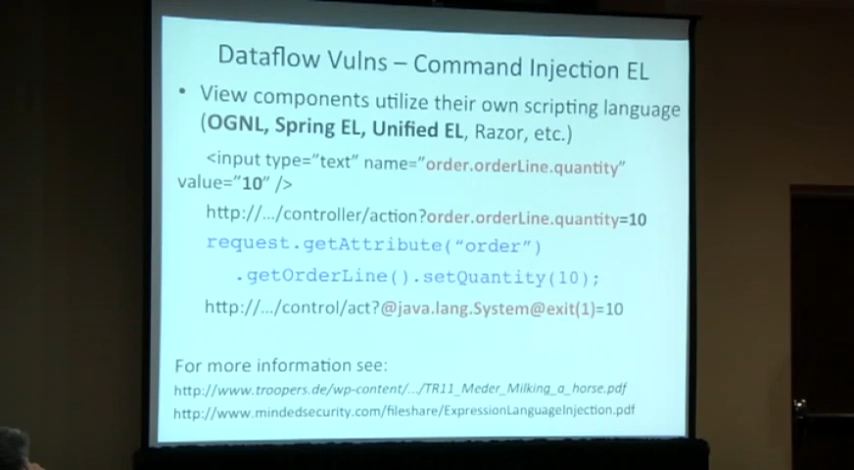 Dataflow Vulns – Command Injection EL
• View components utilize their own scripting language
(OGNL, Spring EL, Unified EL, Razor, etc.)
<input type="text" name="order.orderLine.quantity"
value="10" />
http://.../controller/action?order.orderLine.quantity=10
request.getAttribute("order")
.getOrderLine().setQuantity(10);
http://.../control/act?@java.lang.System@exit(1)=10
For more information see:
http://www.troopers.de/wp-content/.../TR11_Meder_Milking_a_horse.pdf
http://www.mindedsecurity.com/fileshare/ExpressionLanguageInjection.pdf